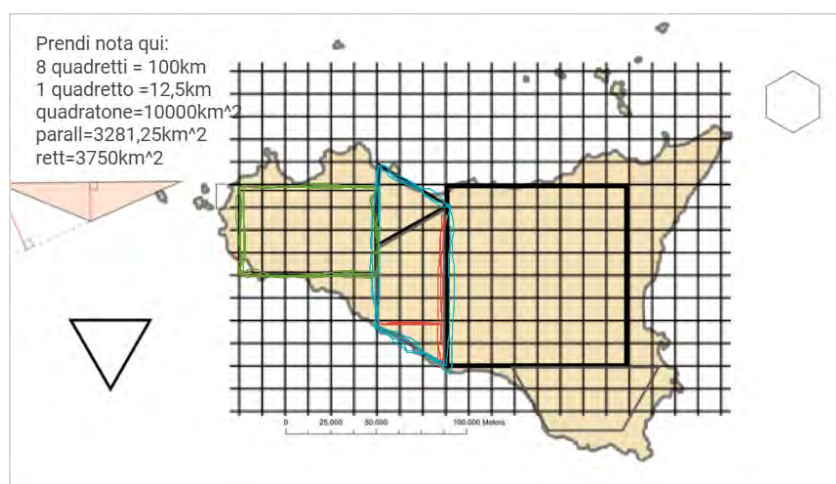 Prendi nota qui:
8 quadretti = 100km
1 quadretto =12,5km
quadratone=10000km^2
parall=3281,25km^2
rett=3750km^2
0 25.000 50.000 100.000 Meters